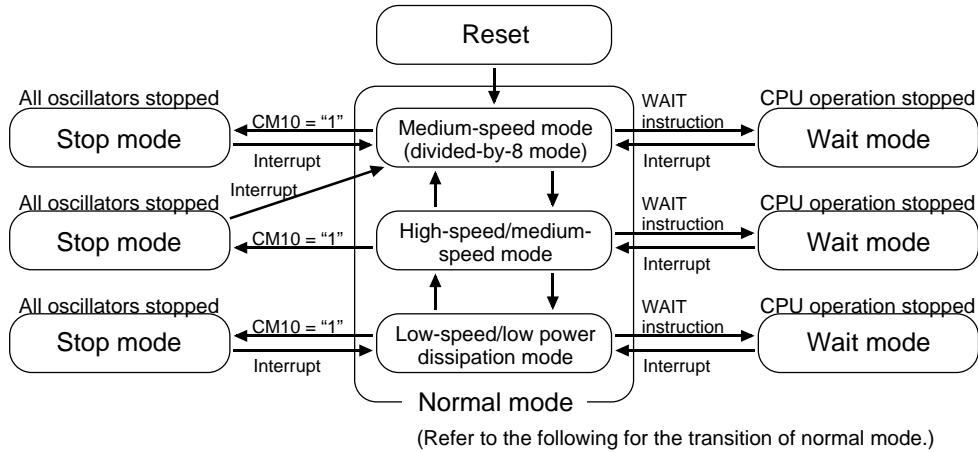 Reset
All oscillators stopped
Stop mode
CM10 = “1”
Interrupt
Medium-speed mode
(divided-by-8 mode)
WAIT
instruction
Interrupt
CPU operation stopped
Wait mode
Interrupt
All oscillators stopped
Stop mode
CM10 = “1”
High-speed/medium-
speed mode
WAIT
instruction
Interrupt
CPU operation stopped
Wait mode
All oscillators stopped
Stop mode
CM10 = “1”
Interrupt
Low-speed/low power
dissipation mode
WAIT
instruction
Interrupt
CPU operation stopped
Wait mode
Normal mode
(Refer to the following for the transition of normal mode.)